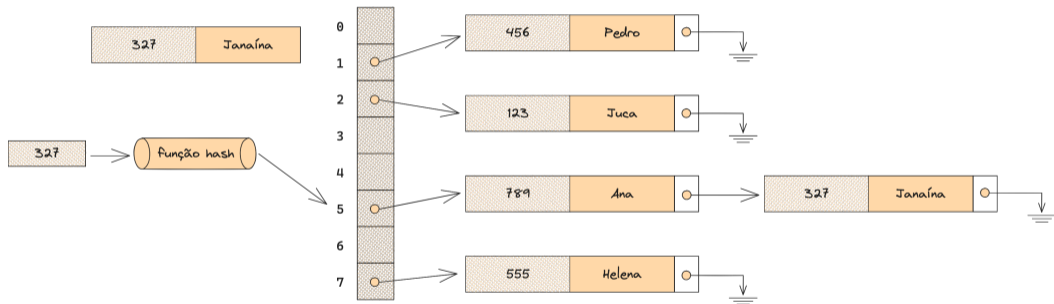 327 Janaína
327
função hash
0
1
2
3
4
5
6
7
456 Pedro
123 Juca
789 Ana
327 Janaína
555 Helena